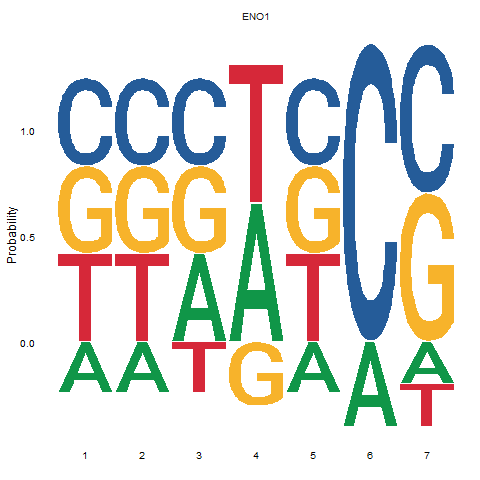 ENO1
Probability
1.0
0.5
0.0
C C C T C C C
G G G A G A G
T T A G T A
A A T A T
1 2 3 4 5 6 7